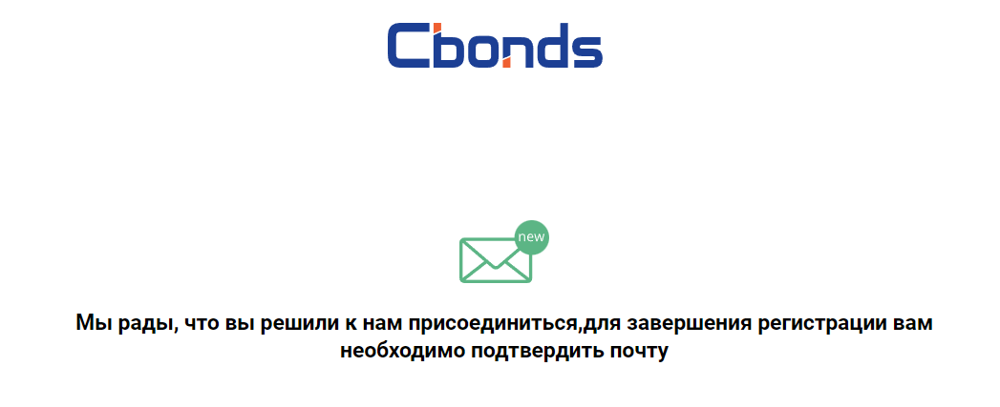 Cbonds
new
Мы рады, что вы решили к нам присоединиться,для завершения регистрации вам
необходимо подтвердить почту